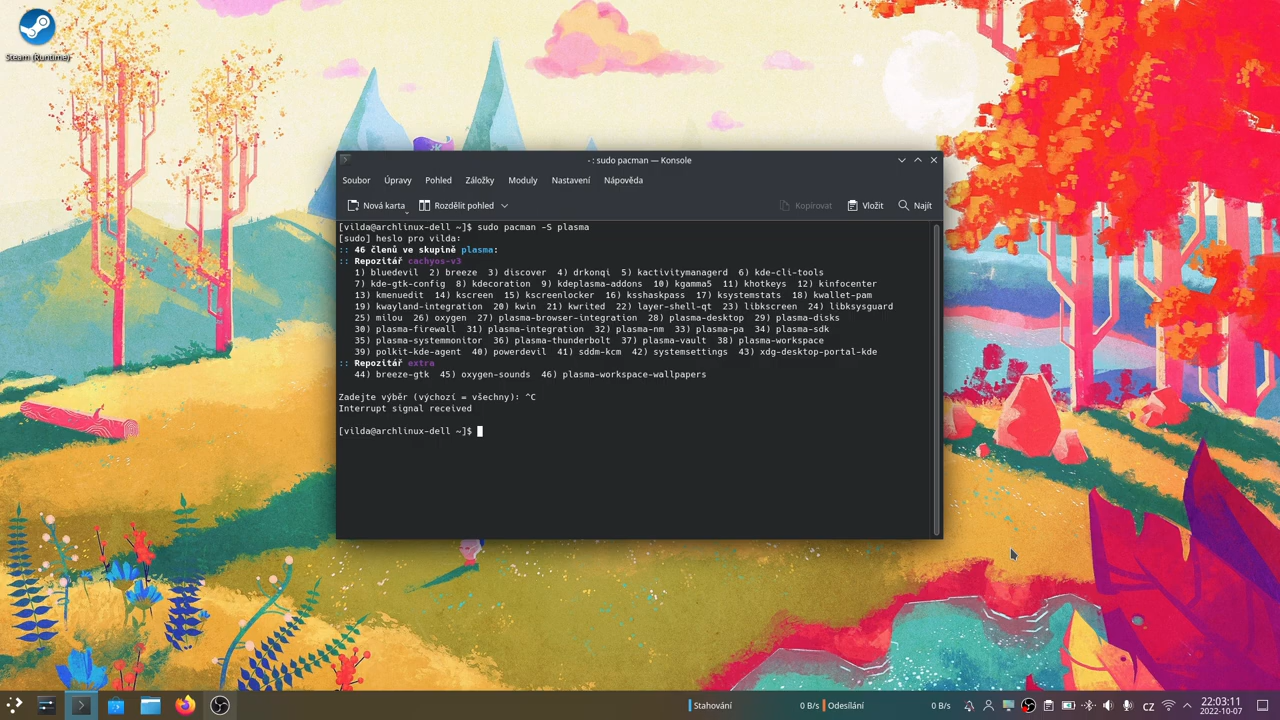 Steam (Runtime)
- : sudo pacman — Konsole
Soubor Úpravy Pohled Záložky Moduly Nastavení Nápověda
Nová karta Rozdělit pohled Kopírovat Vložit Najít
[vilda@archlinux-dell ~]$ sudo pacman -S plasma
[sudo] heslo pro vilda:
:: 46 členů ve skupině plasma:
:: Repozitář cachyos-v3
1) bluedevil 2) breeze 3) discover 4) drkonqi 5) kactivitymanagerd 6) kde-cli-tools
7) kde-gtk-config 8) kdecoration 9) kdeplasma-addons 10) kgamma5 11) khotkeys 12) kinfocenter
13) kmenuedit 14) kscreen 15) kscreenlocker 16) ksshaskpass 17) ksystemstats 18) kwallet-pam
19) kwayland-integration 20) kwin 21) kwrited 22) layer-shell-qt 23) libkscreen 24) libksysguard
25) milou 26) oxygen 27) plasma-browser-integration 28) plasma-desktop 29) plasma-disks
30) plasma-firewall 31) plasma-integration 32) plasma-nm 33) plasma-pa 34) plasma-sdk
35) plasma-systemmonitor 36) plasma-thunderbolt 37) plasma-vault 38) plasma-workspace
39) polkit-kde-agent 40) powerdevil 41) sddm-kcm 42) systemsettings 43) xdg-desktop-portal-kde
:: Repozitář extra
44) breeze-gtk 45) oxygen-sounds 46) plasma-workspace-wallpapers
Zadejte výběr (výchozí = všechny): ^C
Interrupt signal received
[vilda@archlinux-dell ~]$
Stahování 0 B/s Odesílání 0 B/s CZ 22:03:11
2022-10-07